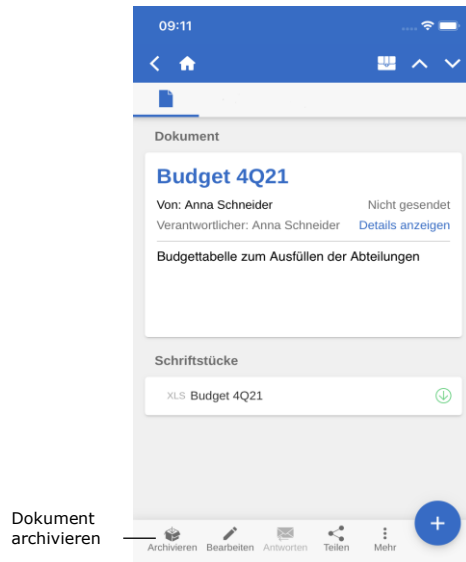 09:11
Dokument
Budget 4Q21
Von: Anna Schneider Nicht gesendet
Verantwortlicher: Anna Schneider Details anzeigen
Budgettabelle zum Ausfüllen der Abteilungen
Schriftstücke
XLS Budget 4Q21
Dokument
archivieren
Archivieren Bearbeiten Antworten Teilen Mehr